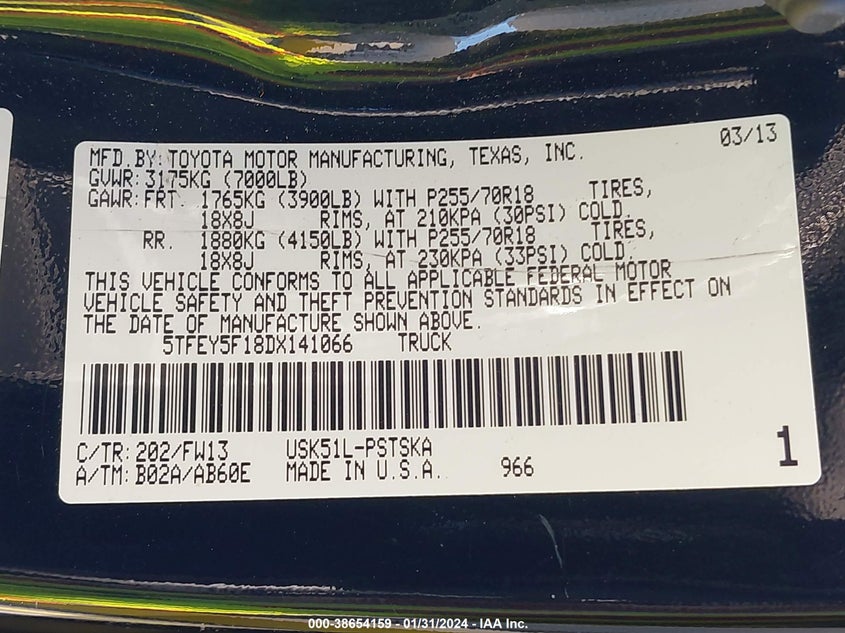 03/13
MFD.BY:TOYOTA MOTOR MANUFACTURING, TEXAS, INC.
GVWR:3175KG (7000LB)
GAWR:FRT. 1765KG (3900LB) WITH P255/70R18 TIRES,
18X8J RIMS, AT 210KPA (30PSI) COLD.
RR. 1880KG (4150LB) WITH P255/70R18 TIRES,
18X8J RIMS, AT 230KPA (33PSI) COLD.
THIS VEHICLE CONFORMS TO ALL APPLICABLE FEDERAL MOTOR
VEHICLE SAFETY AND THEFT PREVENTION STANDARDS IN EFFECT ON
THE DATE OF MANUFACTURE SHOWN ABOVE.
5TFEY5F18DX141066 TRUCK
C/TR:202/FW13 USK51L-PSTSKA
A/TM:B02A/AB60E MADE IN U.S.A. 966
1
000-38654159 - 01/31/2024 - IAA Inc.